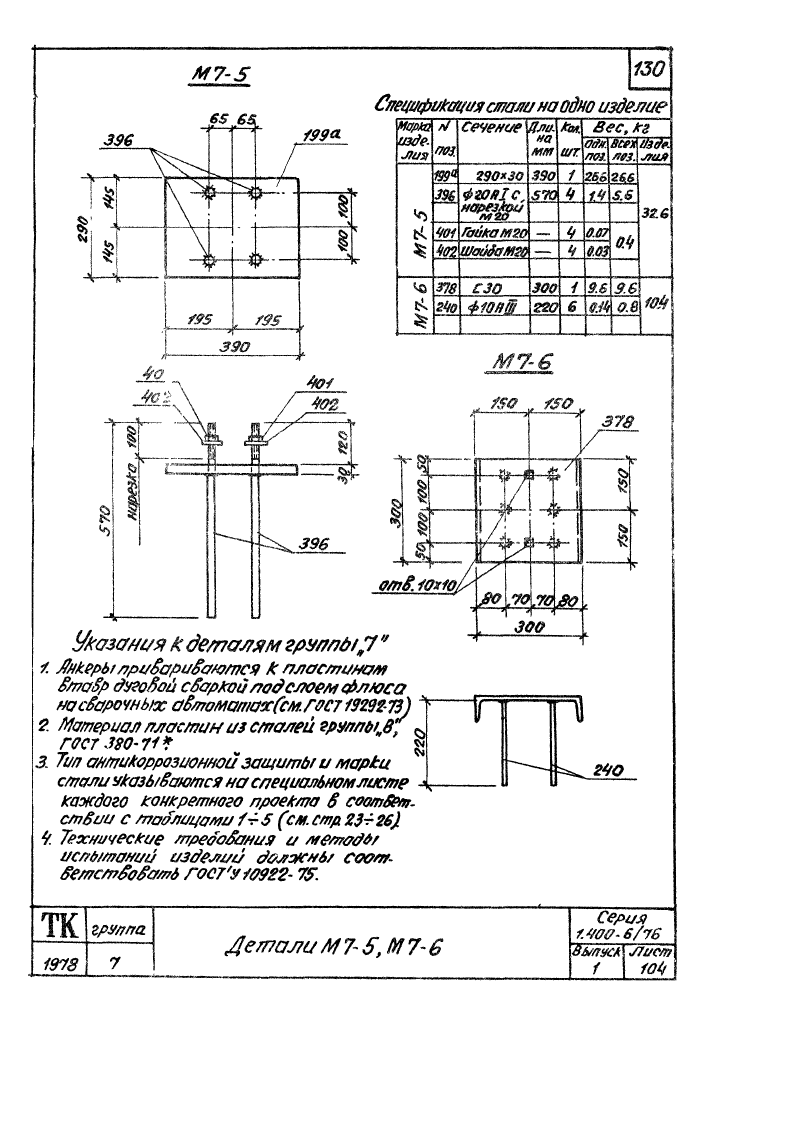 М7-5
130
Спецификация стали на одно изделие
Марка изде-лия | N поз. | Сечение | Дли-на мм | Кол. шт. | Вес, кг
Одн. поз. | Всех поз. | Изде-лия
М7-5
199а | 290×30 | 390 | 1 | 26.6 | 26.6 | 32.6
396 | ф20АI с нарезкой М20 | 570 | 4 | 1.4 | 5.6
401 | Гайка М20 | — | 4 | 0.07 | 0.4
402 | Шайба М20 | — | 4 | 0.03
М7-6
378 | С 30 | 300 | 1 | 9.6 | 9.6 | 10.4
240 | ф10АIII | 220 | 6 | 0.14 | 0.8
65 65
396
199а
290
145
145
100
100
195
195
390
40
402
401
402
570
100
нарезка
120
30
396
М7-6
150
150
378
300
50
100
100
50
150
150
отв. 10×10
80
70
70
80
300
220
240
Указания к деталям группы „7"
1. Анкеры привариваются к пластинам
втавр дуговой сваркой под слоем флюса
на сварочных автоматах (см. ГОСТ 19292-73)
2. Материал пластин из сталей группы „В",
ГОСТ 380-71*.
3. Тип антикоррозионной защиты и марки
стали указываются на специальном листе
каждого конкретного проекта в соответ-
ствии с таблицами 1÷5 (см. стр. 23÷26).
4. Технические требования и методы
испытаний изделий должны соот-
ветствовать ГОСТ'у 10922-75.
ТК
группа
1978
7
Детали М7-5, М7-6
Серия
1.400-6/76
Выпуск
Лист
1
104